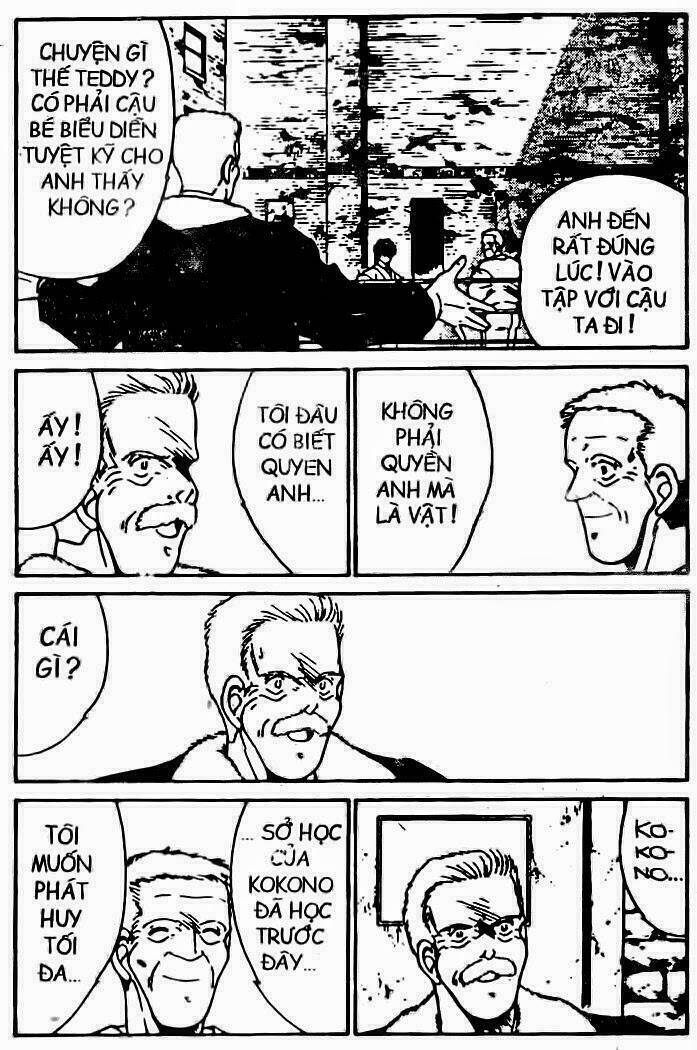 CHUYỆN GÌ
THẾ TEDDY?
CÓ PHẢI CẬU
BÉ BIỂU DIỄN
TUYỆT KỸ CHO
ANH THẤY
KHÔNG?
ANH ĐẾN
RẤT ĐÚNG
LÚC! VÀO
TẬP VỚI CẬU
TA ĐI!
ẤY!
ẤY!
TÔI ĐÂU
CÓ BIẾT
QUYEN
ANH...
KHÔNG
PHẢI
QUYỀN
ANH MÀ
LÀ VẬT!
CÁI
GÌ?
TÔI
MUỐN
PHÁT
HUY
TỐI
ĐA...
... SỞ HỌC
CỦA
KOKONO
ĐÃ HỌC
TRƯỚC
ĐÂY...
KO-
KO-
NO...